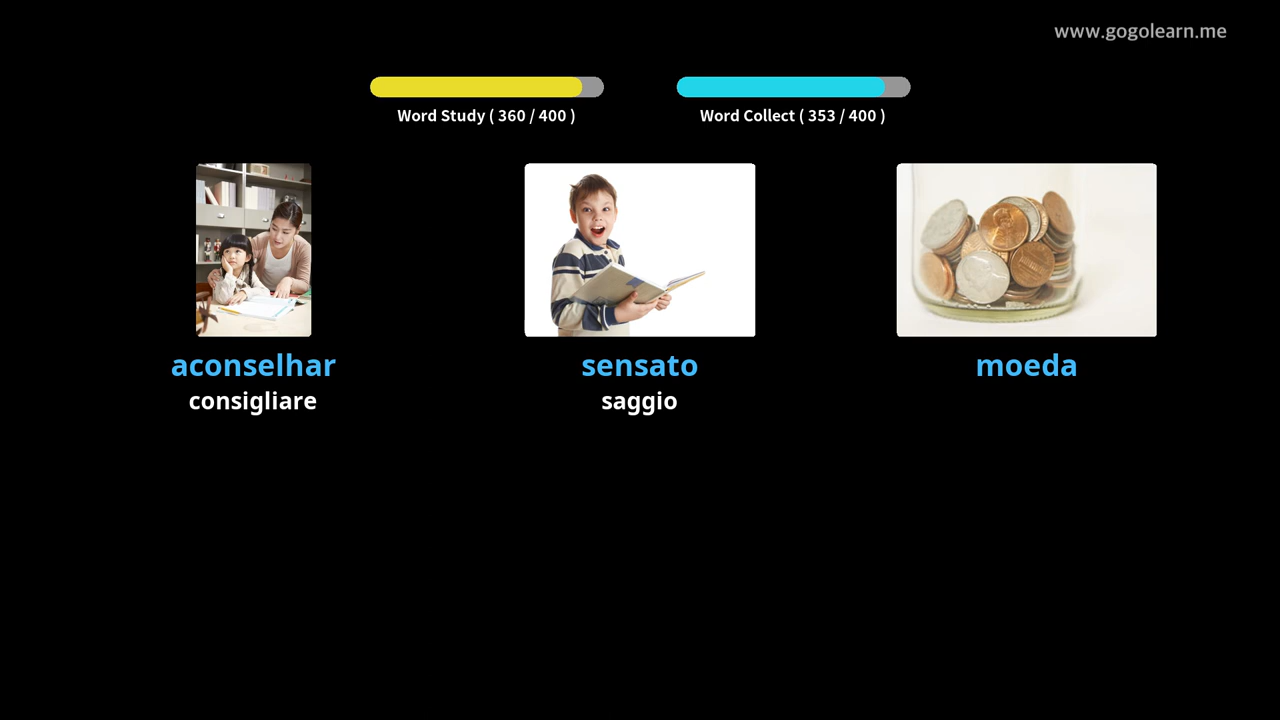 www.gogolearn.me
Word Study ( 360 / 400 )
Word Collect ( 353 / 400 )
aconselhar
consigliare
sensato
saggio
moeda